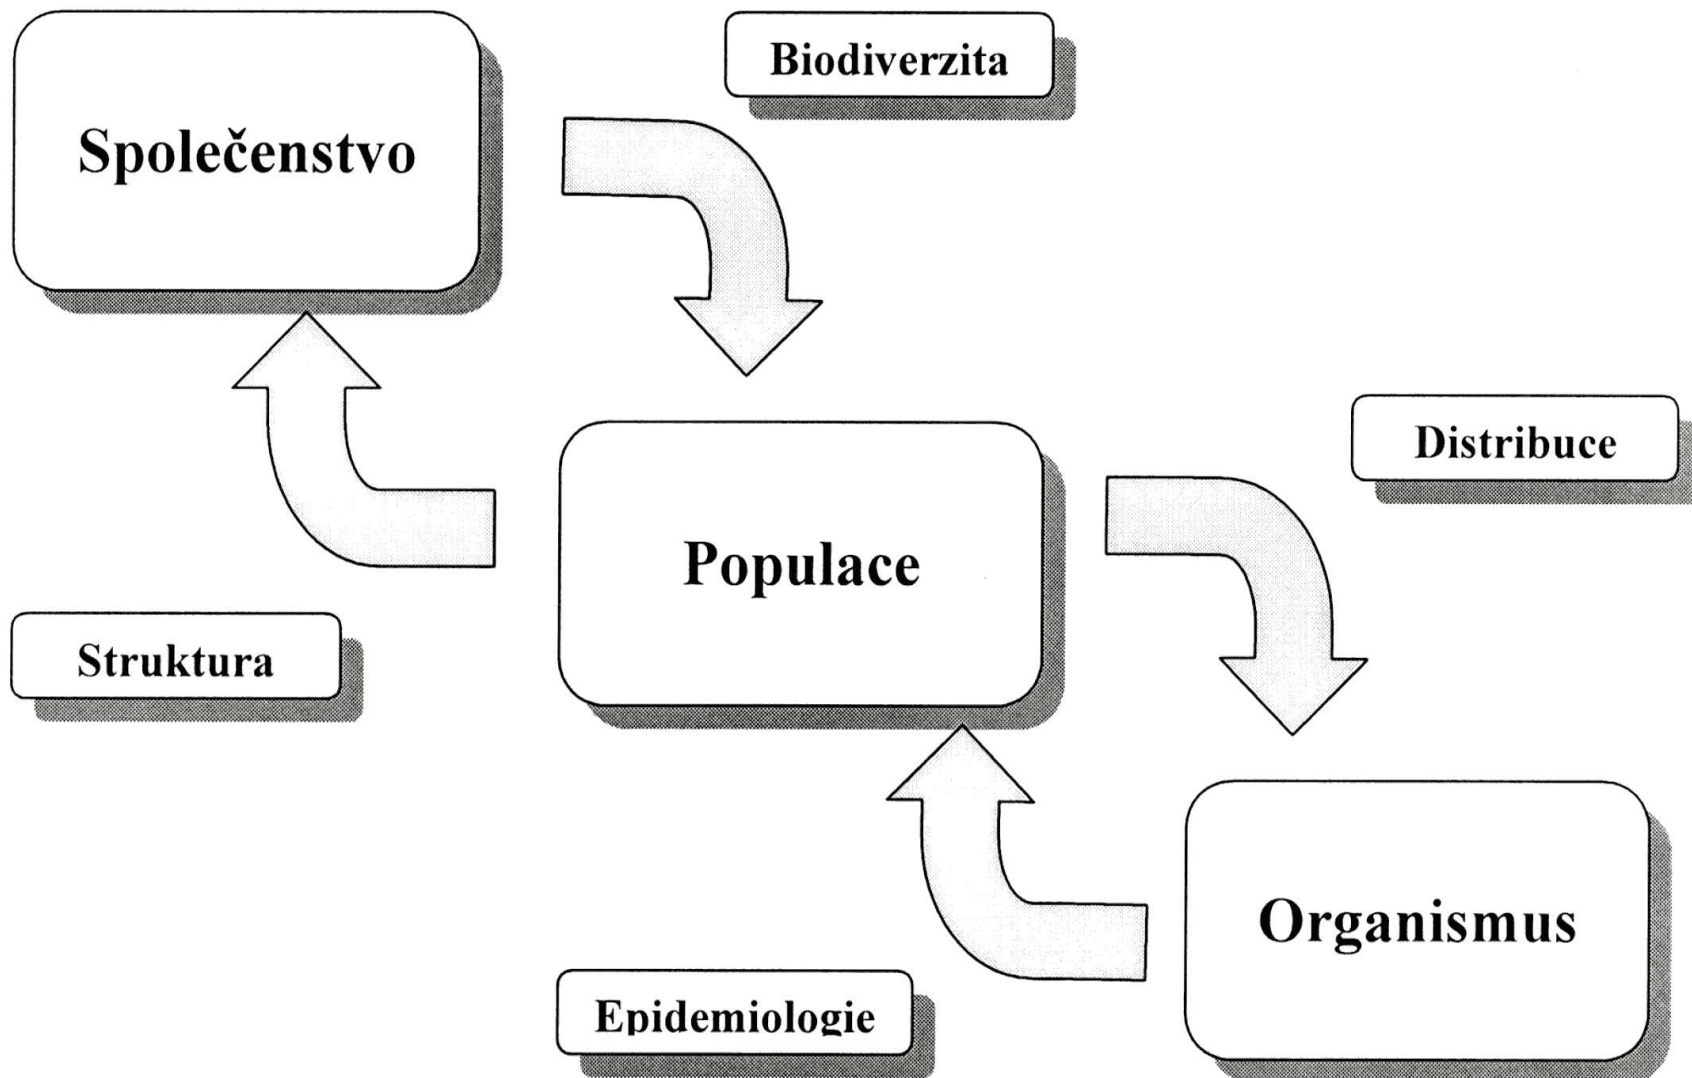 Biodiverzita
Společenstvo
Distribuce
Populace
Struktura
Organismus
Epidemiologie